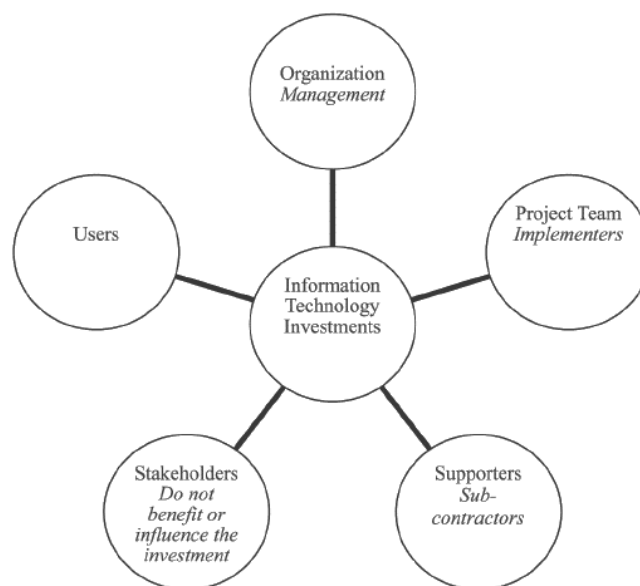 Organization
Management
Users
Project Team
Implementers
Information
Technology
Investments
Stakeholders
Do not
benefit or
influence the
investment
Supporters
Sub-
contractors